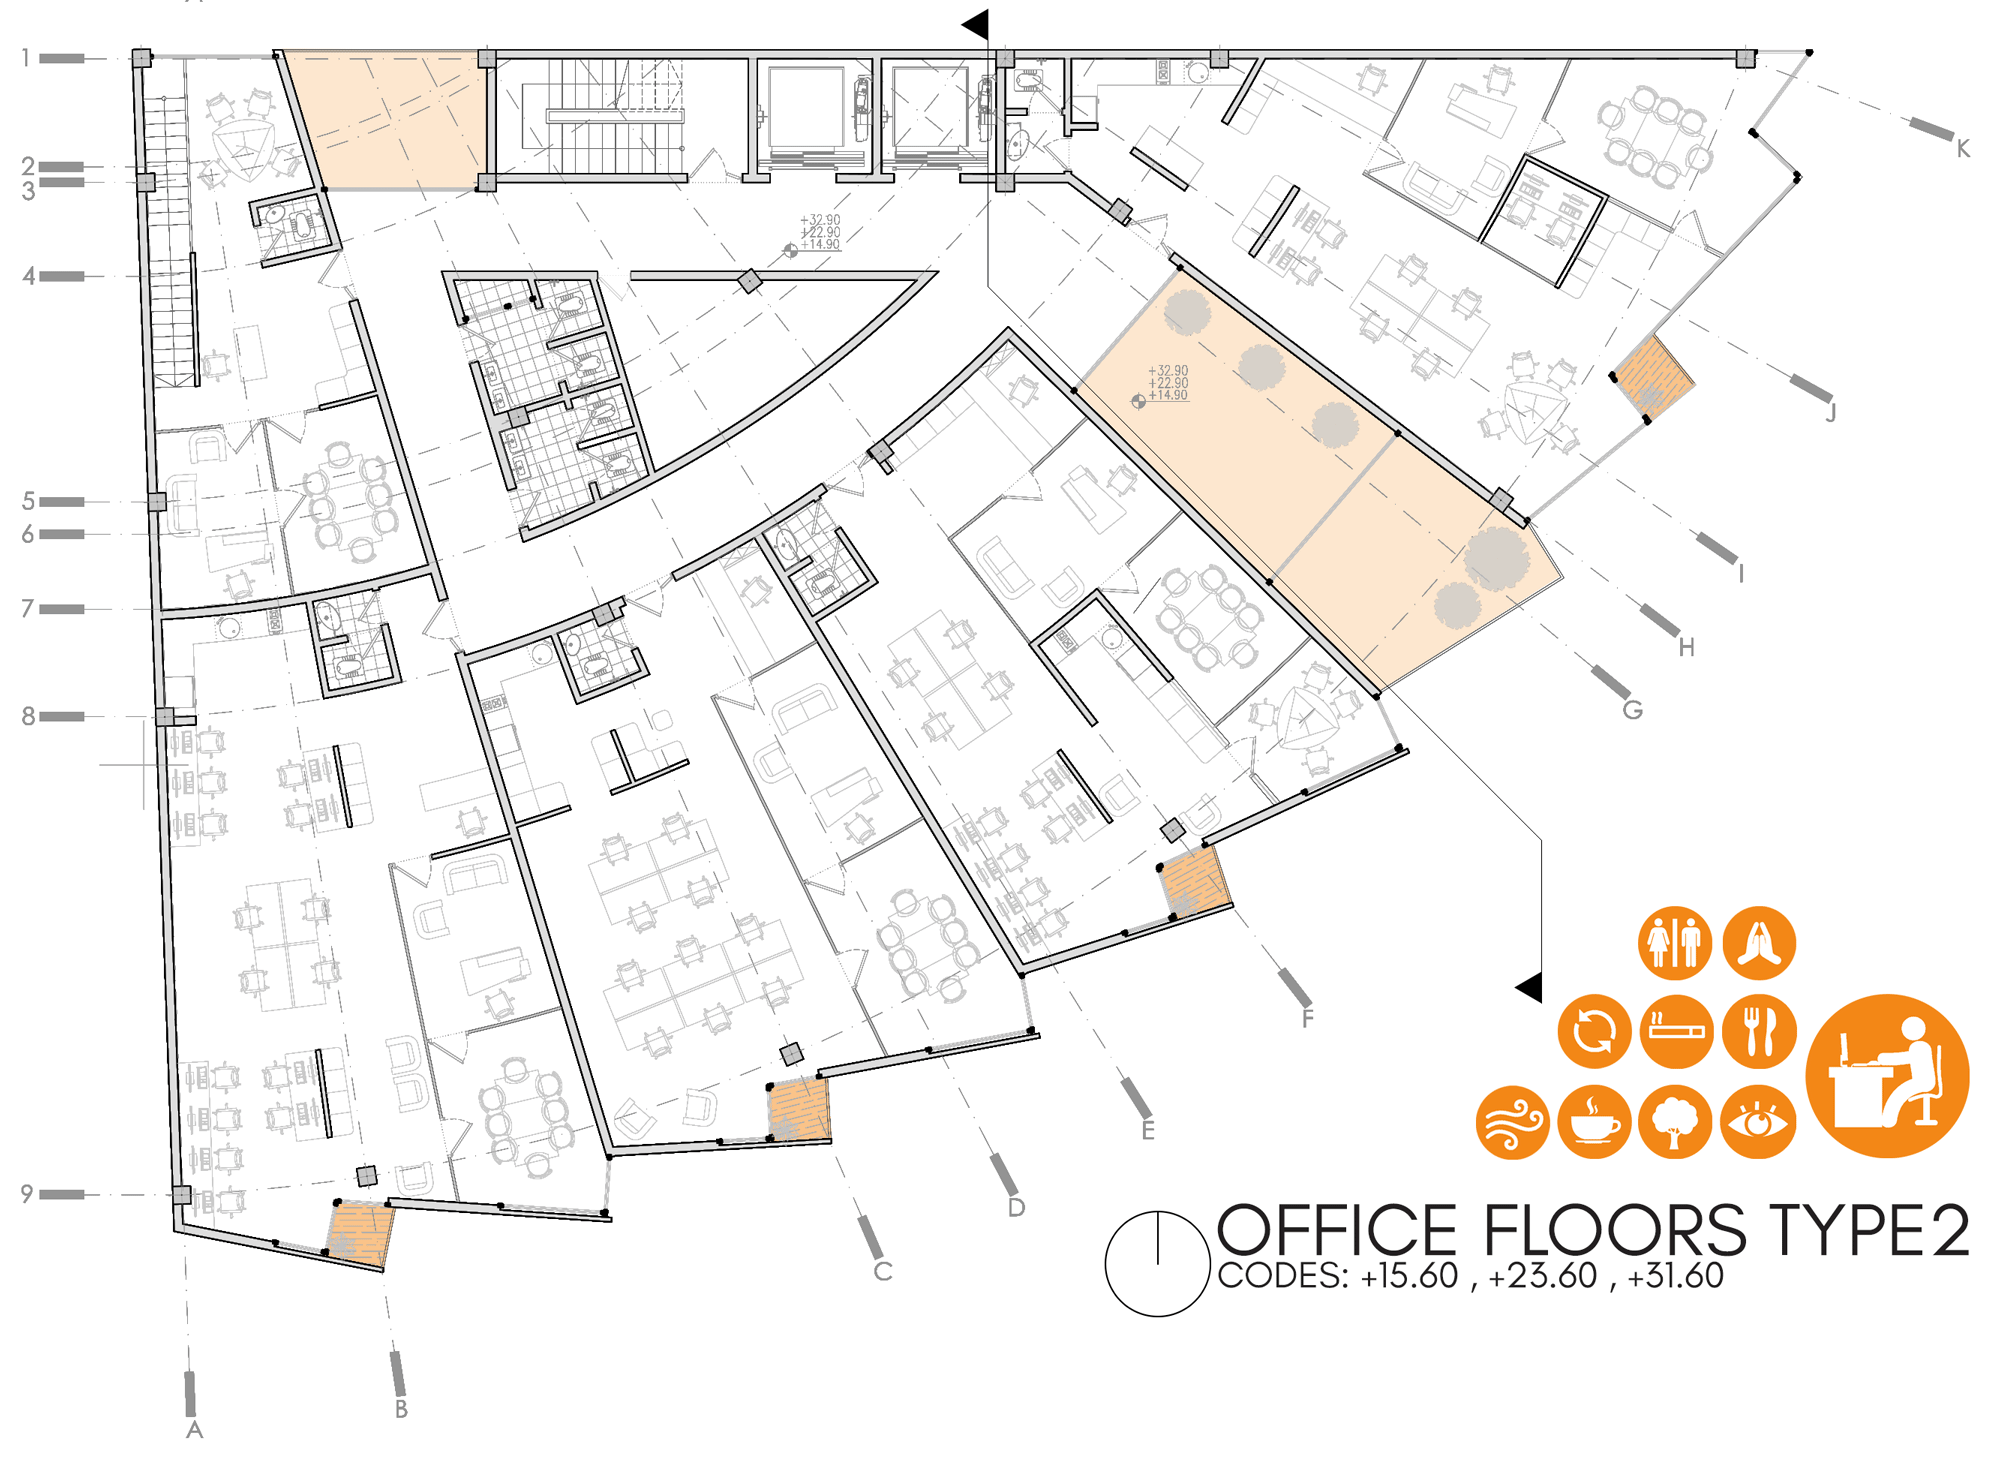 1
2
3
4
5
6
7
8
9
K
J
I
H
G
F
E
D
C
B
A
+32.90
+22.90
+14.90
+32.90
+22.90
+14.90
OFFICE FLOORS TYPE2
CODES: +15.60 , +23.60 , +31.60